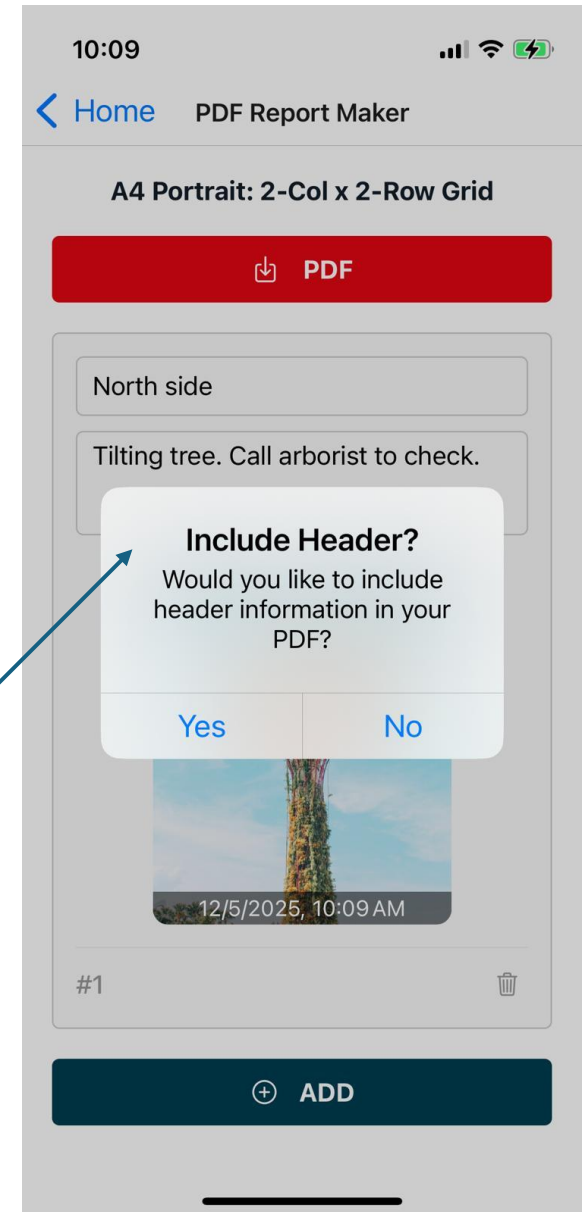 10:09
Home PDF Report Maker
A4 Portrait: 2-Col x 2-Row Grid
PDF
North side
Tilting tree. Call arborist to check.
Include Header?
Would you like to include
header information in your
PDF?
Yes No
12/5/2025, 10:09 AM
#1
ADD